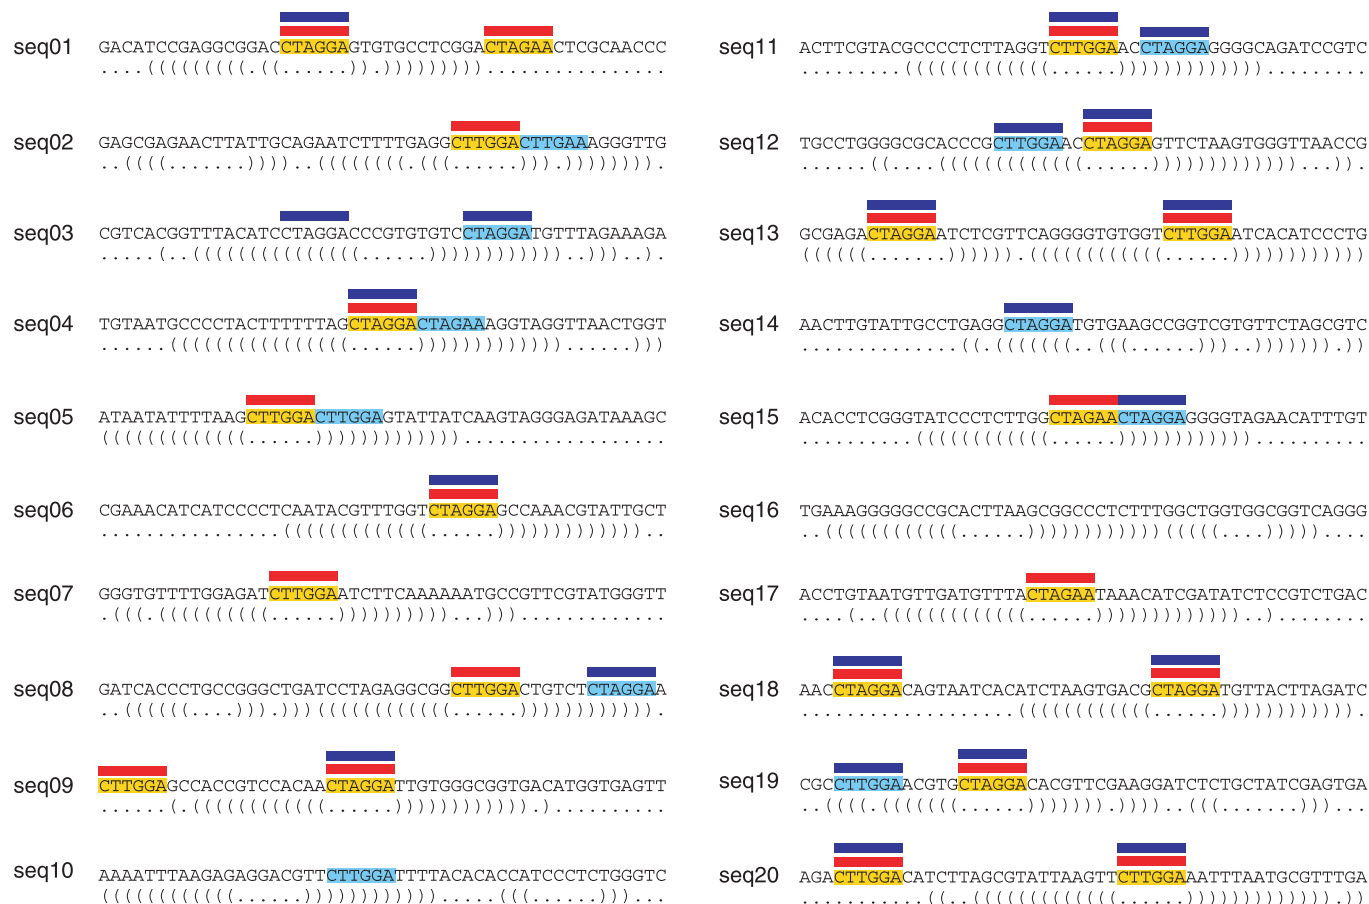 seq01 GACATCCGAGGCGGACCTAGGAGTGTGCCTCGGACTAGAACTCGCAACCC
....(((((((((.((......)).)))))))))................
seq02 GAGCGAGAACTTATTGCAGAATCTTTTGAGGCTTGGACTTGAAAGGGTTG
..((((.......))))..((((((((.(((......))).)))))))).
seq03 CGTCACGGTTTACATCCTAGGACCCGTGTGTCCTAGGATGTTTAGAAAGA
.....(..(((((((((((((((......))))))))))))..)))..).
seq04 TGTAATGCCCCTACTTTTTTAGCTAGGACTAGAAAGGTAGGTTAACTGGT
......((((((((((((((((......)))))))))))))......)))
seq05 ATAATATTTTAAGCTTGGACTTGGAGTATTATCAAGTAGGGAGATAAAGC
(((((((((((((......)))))))))))))..................
seq06 CGAAACATCATCCCCTCAATACGTTTGGTCTAGGAGCCAAACGTATTGCT
................(((((((((((((......)))))))))))))..
seq07 GGGTGTTTTGGAGATCTTGGAATCTTCAAAAAATGCCGTTCGTATGGGTT
.(((.((((((((((......))))))))))...))).............
seq08 GATCACCCTGCCGGGCTGATCCTAGAGGCGGCTTGGACTGTCTCTAGGAA
..((((((....)))).))((((((((((((......)))))))))))).
seq09 CTTGGAGCCACCGTCCACAACTAGGATTGTGGGCGGTGACATGGTGAGTT
......(.((((((((((((......)))))))))))).)..........
seq10 AAAATTTAAGAGAGGACGTTCTTGGATTTTACACACCATCCCTCTGGGTC
((((((((((((......)))))))))))).....(((.....)))....
seq11 ACTTCGTACGCCCCTCTTAGGTCTTGGAACCTAGGAGGGGCAGATCCGTC
.........(((((((((((((......))))))))))))).........
seq12 TGCCTGGGGCGCACCCGCTTGGAACCTAGGAGTTCTAAGTGGGTTAACCG
......((....(((((((((((((......)))))))))))))...)).
seq13 GCGAGACTAGGAATCTCGTTCAGGGGTGTGGTCTTGGAATCACATCCCTG
((((((.......)))))).((((((((((((......))))))))))))
seq14 AACTTGTATTGCCTGAGGCTAGGATGTGAAGCCGGTCGTGTTCTAGCGTC
..............((.(((((((..(((......)))..))))))).))
seq15 ACACCTCGGGTATCCCTCTTGGCTAGAACTAGGAGGGGTAGAACATTTGT
..........((((((((((((......))))))))))))..........
seq16 TGAAAGGGGGCCGCACTTAAGCGGCCCTCTTTGGCTGGTGGCGGTCAGGG
..((((((((((((......))))))))))))(((((....)))))....
seq17 ACCTGTAATGTTGATGTTTACTAGAATAAACATCGATATCTCCGTCTGAC
....(..(((((((((((((......)))))))))))))..)........
seq18 AACCTAGGACAGTAATCACATCTAAGTGACGCTAGGATGTTACTTAGATC
...................((((((((((((......)))))))))))).
seq19 CGCCTTGGAACGTGCTAGGACACGTTCGAAGGATCTCTGCTATCGAGTGA
..((((.(((((((......))))))).))))..(((......)))....
seq20 AGACTTGGACATCTTAGCGTATTAAGTTCTTGGAAATTTAATGCGTTTGA
...........((..(((((((((((((......))))))))))))).))